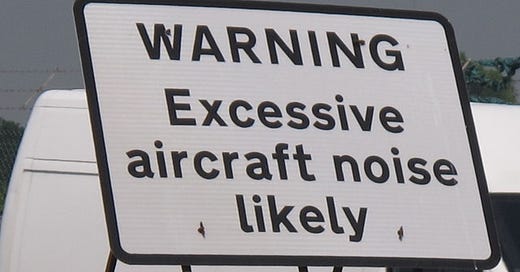 WARNING
Excessive
aircraft noise
likely